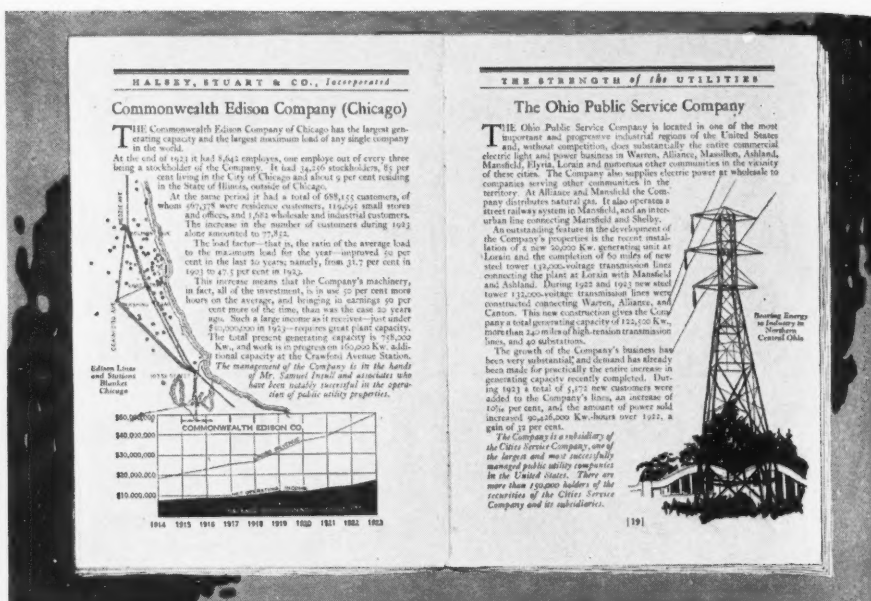 HALSEY, STUART & CO., Incorporated
Commonwealth Edison Company (Chicago)
THE Commonwealth Edison Company of Chicago has the largest gen-
erating capacity and the largest maximum load of any single company
in the world.
At the end of 1923 it had 8,642 employes, one employe out of every three
being a stockholder of the Company. It had 34,206 stockholders, 85 per
cent living in the City of Chicago and about 9 per cent residing
in the State of Illinois, outside of Chicago.
At the same period it had a total of 688,155 customers, of
whom 567,378 were residence customers, 119,095 small stores
and offices, and 1,682 wholesale and industrial customers.
The increase in the number of customers during 1923
alone amounted to 77,852.
The load factor—that is, the ratio of the average load
to the maximum load for the year—improved 50 per
cent in the last 20 years; namely, from 31.7 per cent in
1903 to 47.5 per cent in 1923.
This increase means that the Company's machinery,
in fact, all of the investment, is in use 50 per cent more
hours on the average, and bringing in earnings 50 per
cent more of the time, than was the case 20 years
ago. Such a large income as it receives—just under
$50,000,000 in 1923—requires great plant capacity.
The total present generating capacity is 758,000
Kw., and work is in progress on 160,000 Kw. addi-
tional capacity at the Crawford Avenue Station.
The management of the Company is in the hands
of Mr. Samuel Insull and associates who
have been notably successful in the opera-
tion of public utility properties.
Edison Lines
and Stations
Blanket
Chicago
$50,000,000
COMMONWEALTH EDISON CO.
$40,000,000
$30,000,000
$20,000,000
NET OPERATING INCOME
$10,000,000
1914 1915 1916 1917 1918 1919 1920 1921 1922 1923
THE STRENGTH of the UTILITIES
The Ohio Public Service Company
THE Ohio Public Service Company is located in one of the most
important and progressive industrial regions of the United States
and, without competition, does substantially the entire commercial
electric light and power business in Warren, Alliance, Massillon, Ashland,
Mansfield, Elyria, Lorain and numerous other communities in the vicinity
of these cities. The Company also supplies electric power at wholesale to
companies serving other communities in the
territory. At Alliance and Mansfield the Com-
pany distributes natural gas. It also operates a
street railway system in Mansfield, and an inter-
urban line connecting Mansfield and Shelby.
An outstanding feature in the development of
the Company's properties is the recent instal-
lation of a new 20,000 Kw. generating unit at
Lorain and the completion of 60 miles of new
steel tower 132,000-voltage transmission lines
connecting the plant at Lorain with Mansfield
and Ashland. During 1922 and 1923 new steel
tower 132,000-voltage transmission lines were
constructed connecting Warren, Alliance, and
Canton. This new construction gives the Com-
pany a total generating capacity of 122,500 Kw.,
more than 240 miles of high-tension transmission
lines, and 40 substations.
The growth of the Company's business has
been very substantial, and demand has already
been made for practically the entire increase in
generating capacity recently completed. Dur-
ing 1923 a total of 5,172 new customers were
added to the Company's lines, an increase of
per cent, and the amount of power sold
increased 90,426,000 Kw.-hours over 1922, a
gain of 32 per cent.
The Company is a subsidiary of
the Cities Service Company, one of
the largest and most successfully
managed public utility companies
in the United States. There are
more than 150,000 holders of the
securities of the Cities Service
Company and its subsidiaries.
Bearing Energy
to Industry in
Northern
Central Ohio
[19]